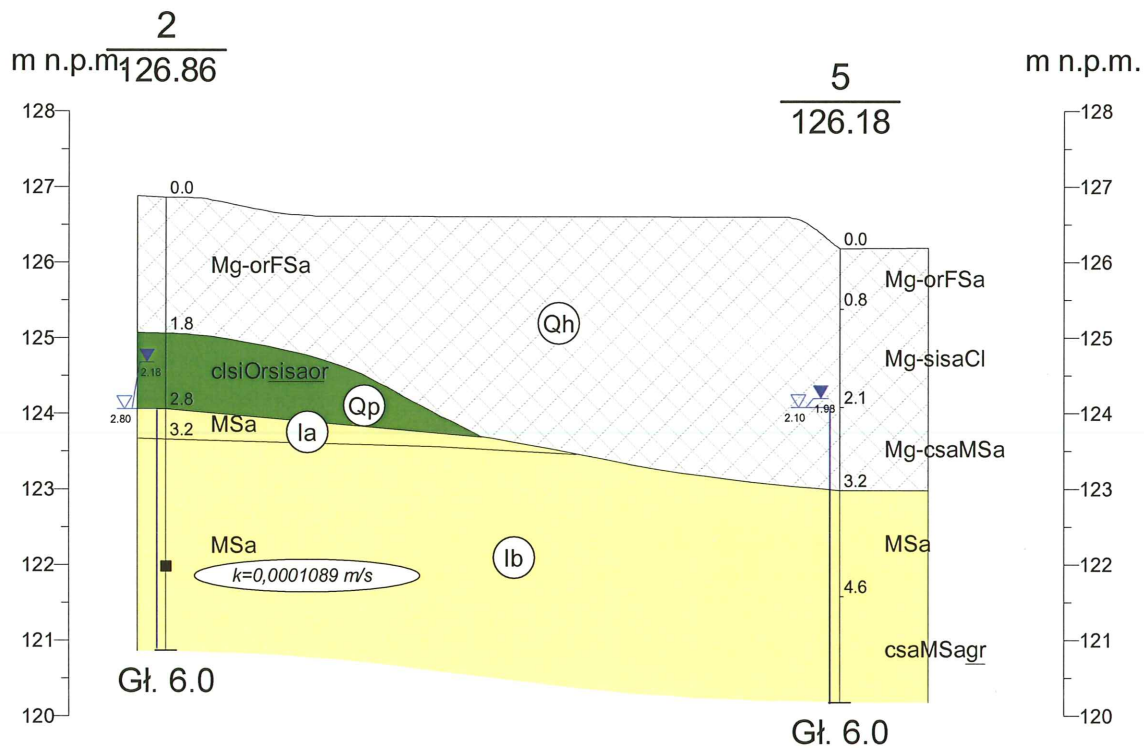 2
m n.p.m. 126.86
5
126.18
m n.p.m.
128
127
126
125
124
123
122
121
120
0.0
Mg-orFSa
1.8
2.18
clsiOrsisaor
Qp
2.8
2.80
MSa
Ia
3.2
MSa
k=0,0001089 m/s
Ib
Gł. 6.0
Qh
0.0
Mg-orFSa
0.8
Mg-sisaCl
2.1
1.98
2.10
Mg-csaMSa
3.2
MSa
4.6
csaMSagr
Gł. 6.0
128
127
126
125
124
123
122
121
120